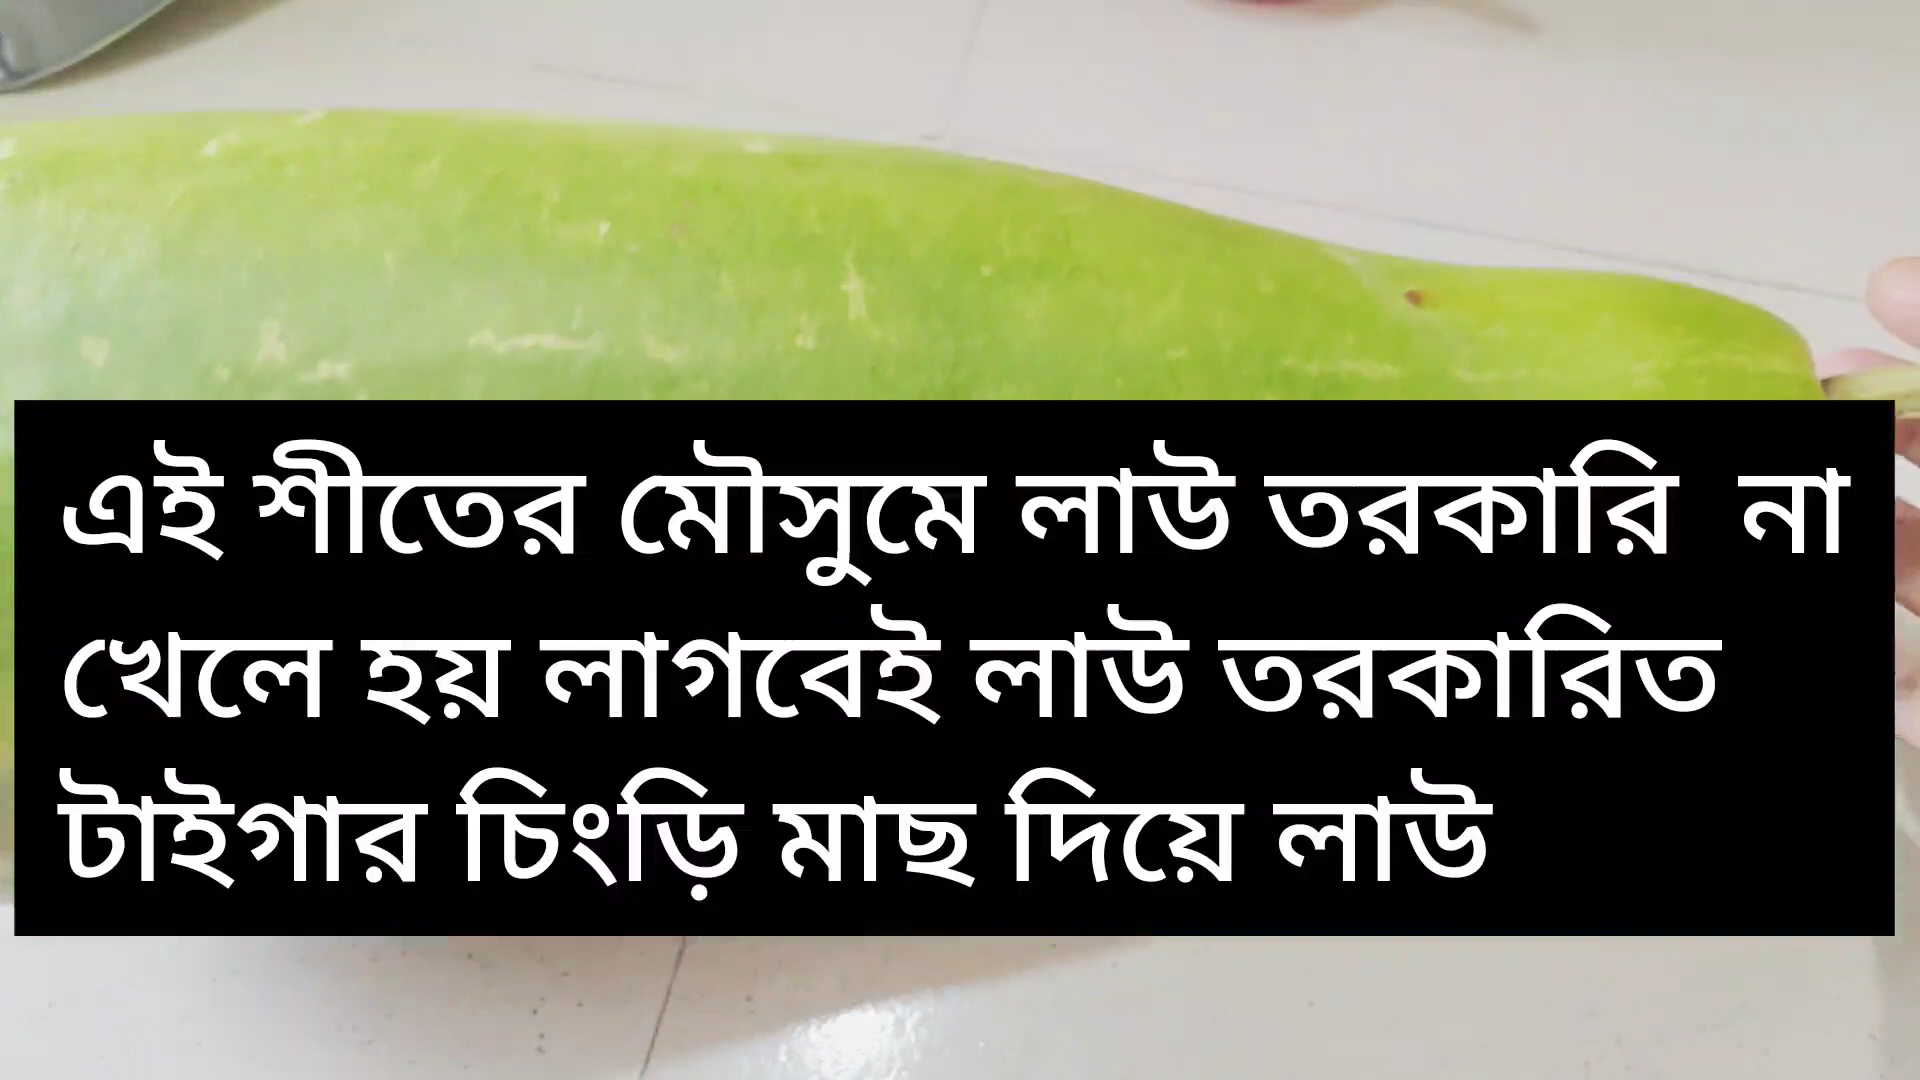 এই শীতের মৌসুমে লাউ তরকারি  না
খেলে হয় লাগবেই লাউ তরকারিত
টাইগার চিংড়ি মাছ দিয়ে লাউ